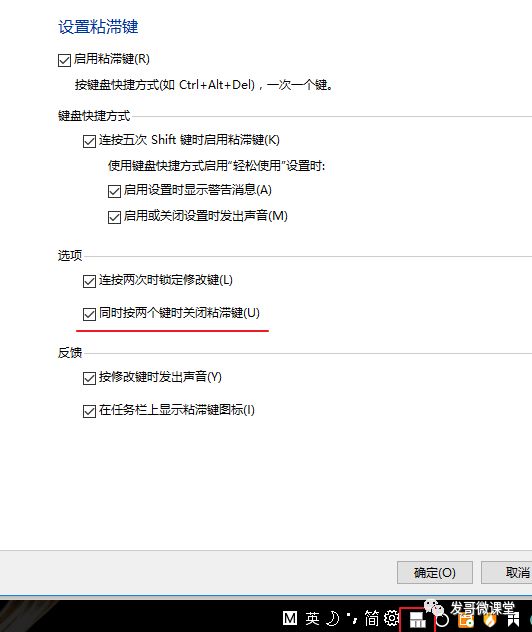 设置粘滞键
启用粘滞键(R)
按键盘快捷方式(如 Ctrl+Alt+Del)，一次一个键。
键盘快捷方式
连按五次 Shift 键时启用粘滞键(K)
使用键盘快捷方式启用“轻松使用”设置时:
启用设置时显示警告消息(A)
启用或关闭设置时发出声音(M)
选项
连按两次时锁定修改键(L)
同时按两个键时关闭粘滞键(U)
反馈
按修改键时发出声音(Y)
在任务栏上显示粘滞键图标(I)
确定(O) 取消
M 英 简 发哥微课堂